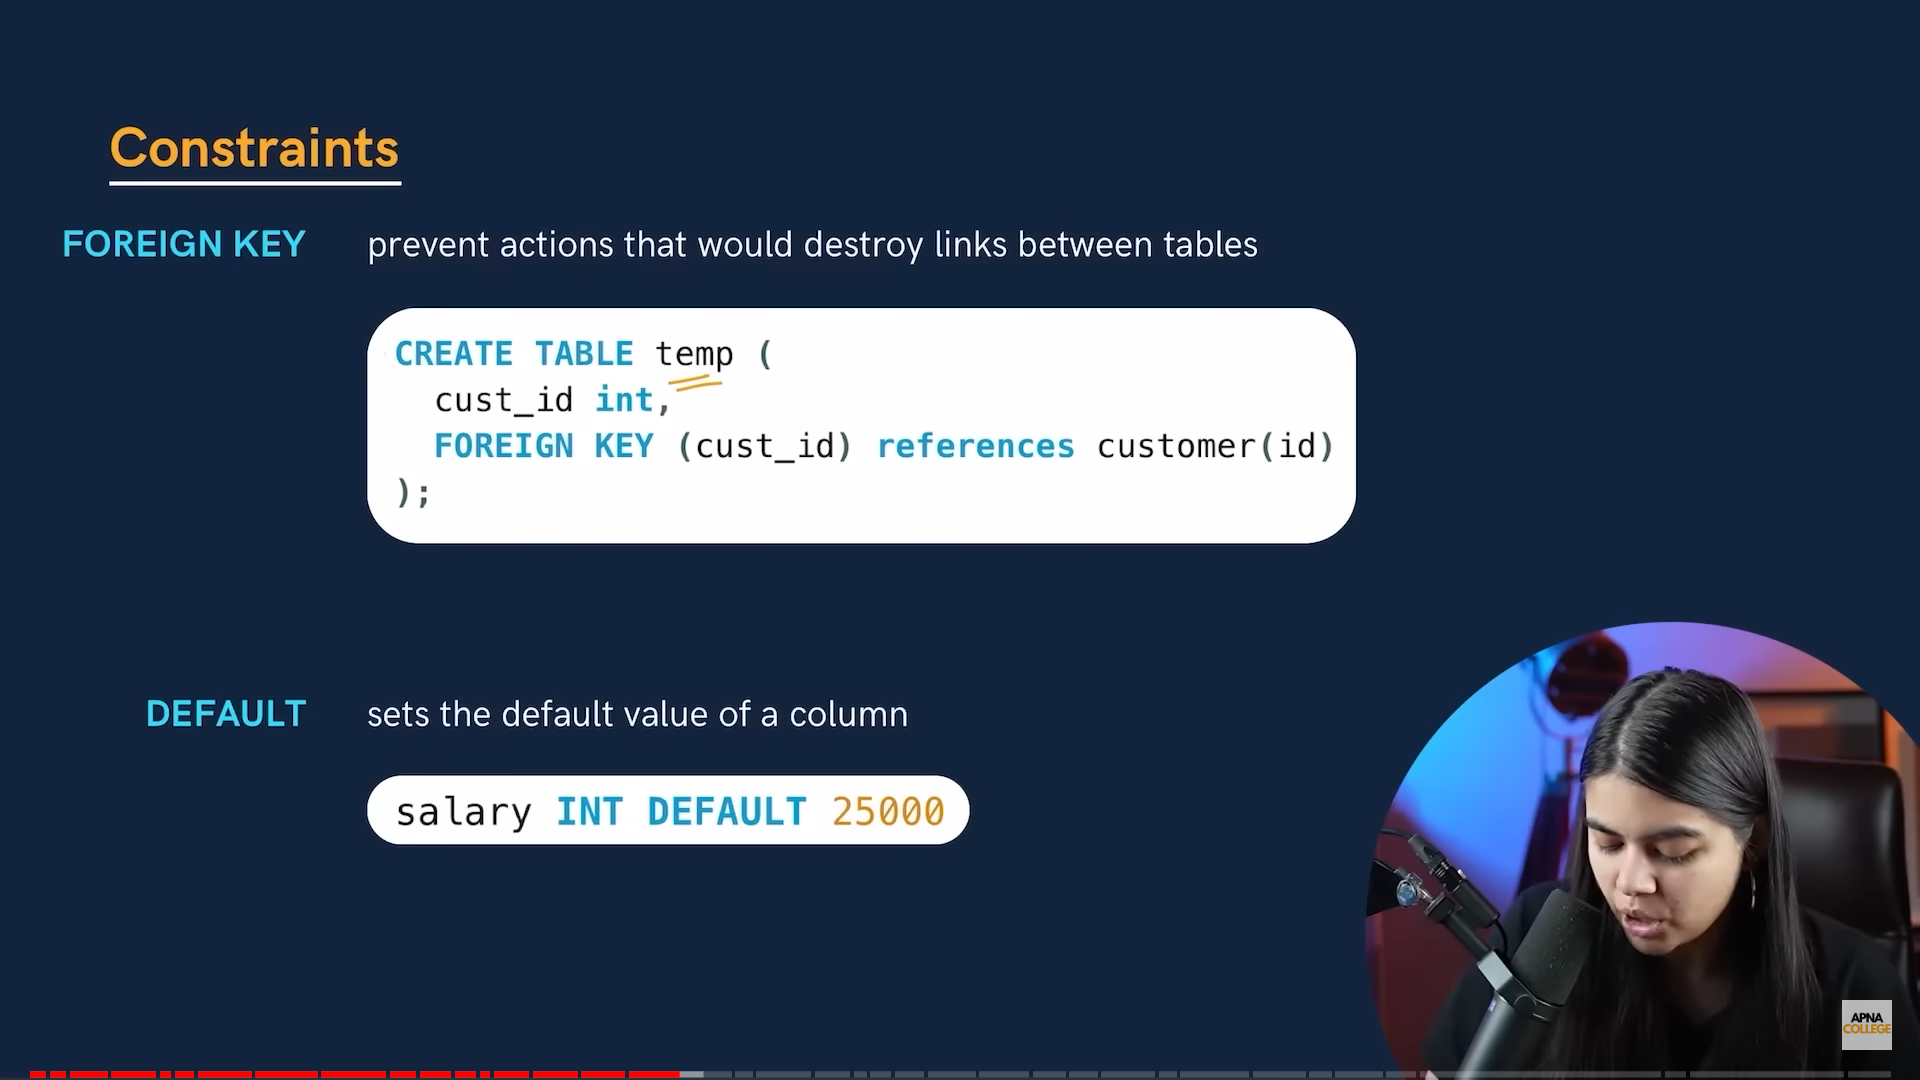 Constraints
FOREIGN KEY prevent actions that would destroy links between tables
CREATE TABLE temp (
cust_id int,
FOREIGN KEY (cust_id) references customer(id)
);
DEFAULT sets the default value of a column
salary INT DEFAULT 25000
APNA
COLLEGE